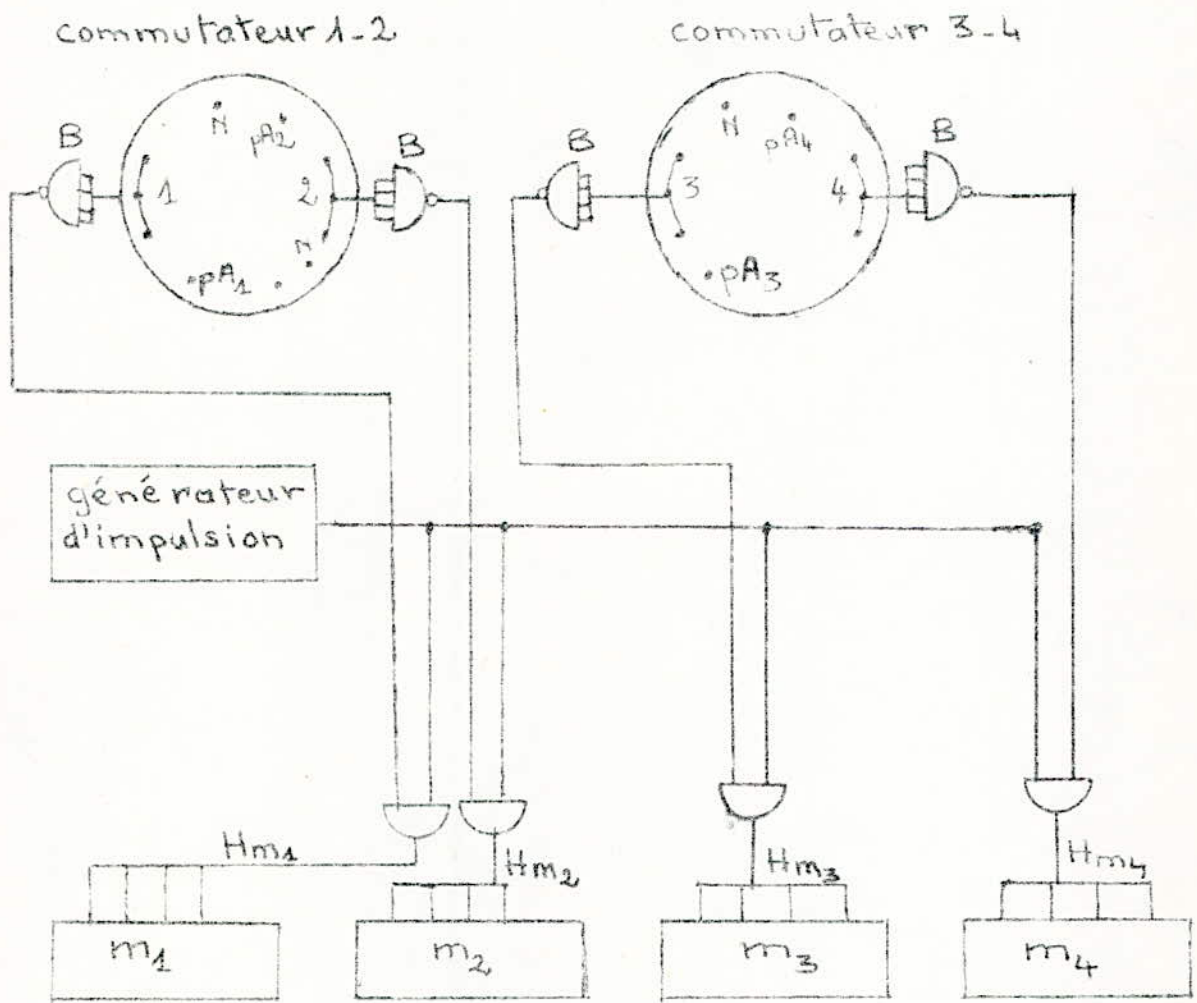 commutateur 1-2
commutateur 3-4
B
N
pA2
B
1
2
n
pA1
B
N
pA4
B
3
4
pA3
générateur
d'impulsion
Hm1
Hm2
Hm3
Hm4
m1
m2
m3
m4